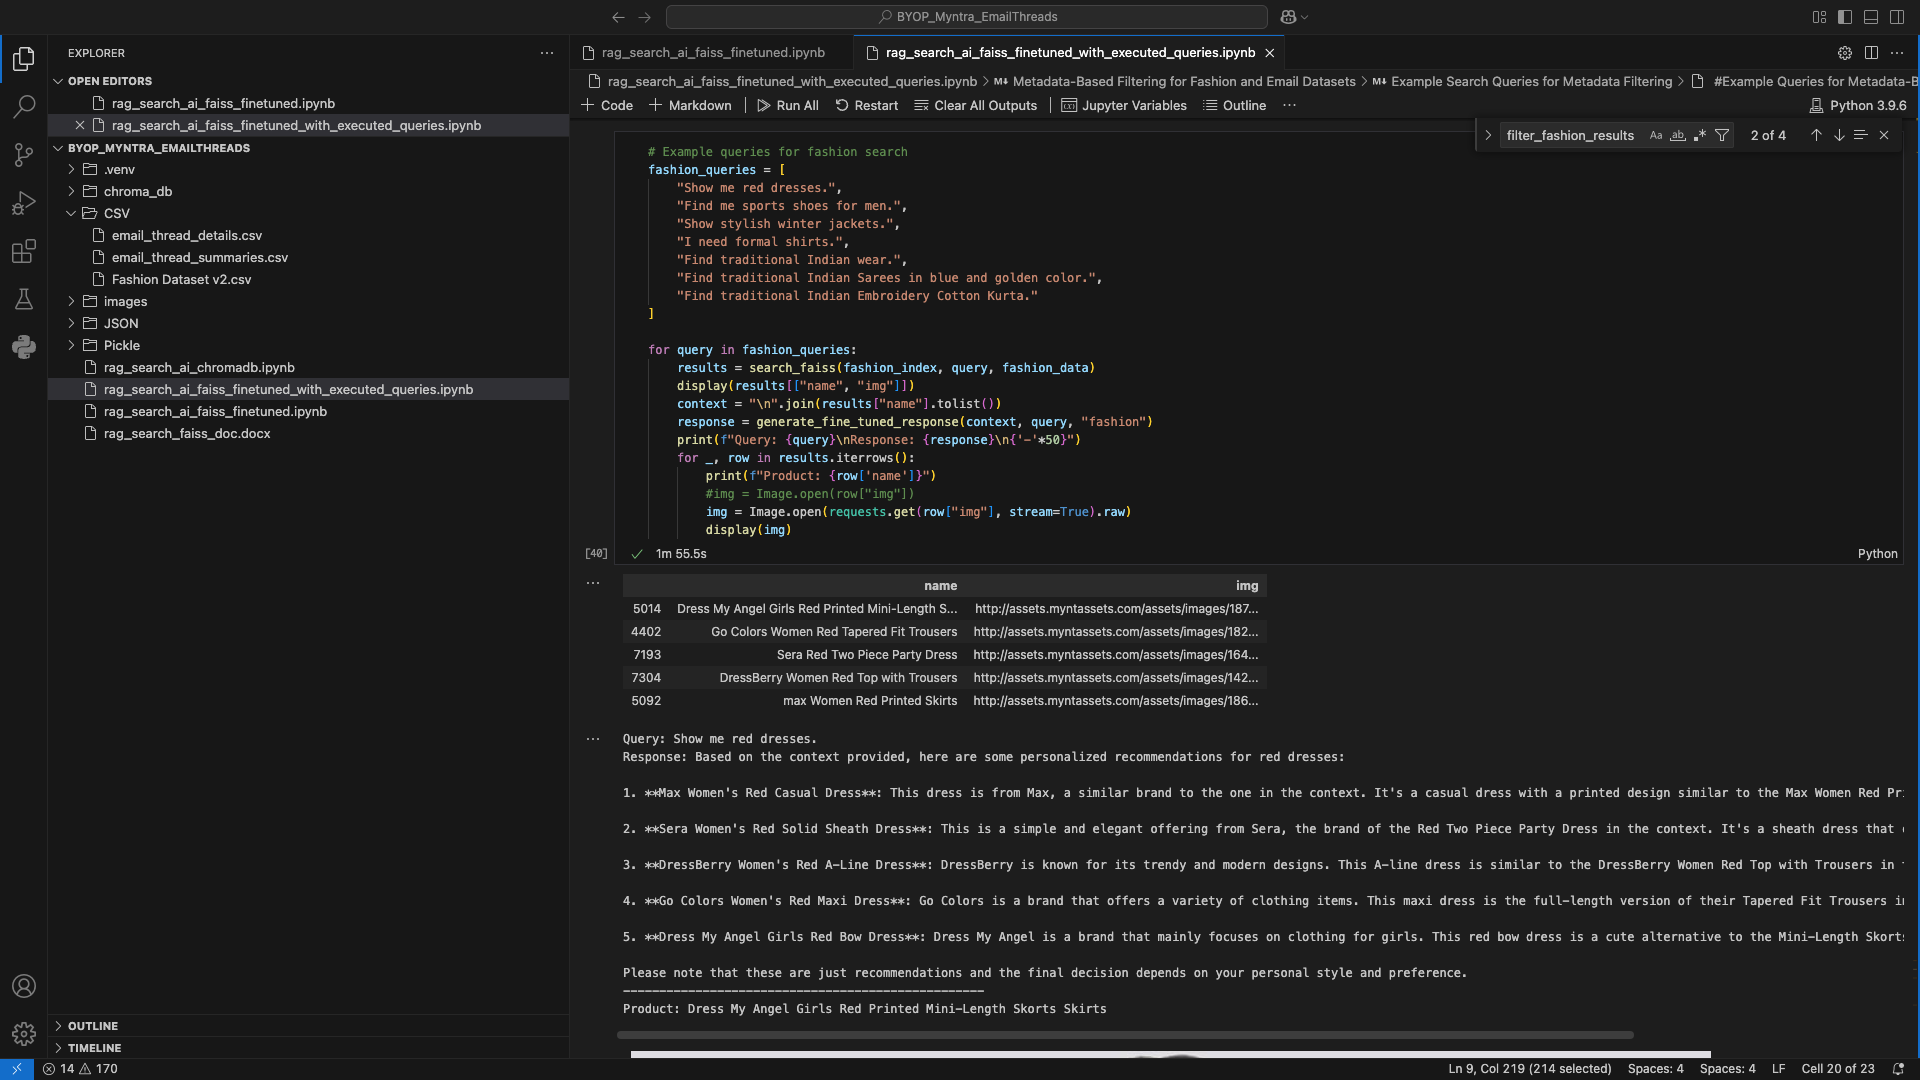 BYOP_Myntra_EmailThreads
EXPLORER
OPEN EDITORS
rag_search_ai_faiss_finetuned.ipynb
rag_search_ai_faiss_finetuned_with_executed_queries.ipynb
BYOP_MYNTRA_EMAILTHREADS
.venv
chroma_db
CSV
email_thread_details.csv
email_thread_summaries.csv
Fashion Dataset v2.csv
images
JSON
Pickle
rag_search_ai_chromadb.ipynb
rag_search_ai_faiss_finetuned_with_executed_queries.ipynb
rag_search_ai_faiss_finetuned.ipynb
rag_search_faiss_doc.docx
OUTLINE
TIMELINE
rag_search_ai_faiss_finetuned.ipynb
rag_search_ai_faiss_finetuned_with_executed_queries.ipynb
rag_search_ai_faiss_finetuned_with_executed_queries.ipynb > M↓ Metadata-Based Filtering for Fashion and Email Datasets > M↓ Example Search Queries for Metadata Filtering > #Example Queries for Metadata-B
+ Code + Markdown | Run All Restart Clear All Outputs | Jupyter Variables Outline ... Python 3.9.6
filter_fashion_results Aa ab .* 2 of 4
# Example queries for fashion search
fashion_queries = [
"Show me red dresses.",
"Find me sports shoes for men.",
"Show stylish winter jackets.",
"I need formal shirts.",
"Find traditional Indian wear.",
"Find traditional Indian Sarees in blue and golden color.",
"Find traditional Indian Embroidery Cotton Kurta."
]
for query in fashion_queries:
results = search_faiss(fashion_index, query, fashion_data)
display(results[["name", "img"]])
context = "\n".join(results["name"].tolist())
response = generate_fine_tuned_response(context, query, "fashion")
print(f"Query: {query}\nResponse: {response}\n{'-'*50}")
for _, row in results.iterrows():
print(f"Product: {row['name']}")
#img = Image.open(row["img"])
img = Image.open(requests.get(row["img"], stream=True).raw)
display(img)
[40] ✓ 1m 55.5s Python
name img
5014 Dress My Angel Girls Red Printed Mini-Length S... http://assets.myntassets.com/assets/images/187...
4402 Go Colors Women Red Tapered Fit Trousers http://assets.myntassets.com/assets/images/182...
7193 Sera Red Two Piece Party Dress http://assets.myntassets.com/assets/images/164...
7304 DressBerry Women Red Top with Trousers http://assets.myntassets.com/assets/images/142...
5092 max Women Red Printed Skirts http://assets.myntassets.com/assets/images/186...
Query: Show me red dresses.
Response: Based on the context provided, here are some personalized recommendations for red dresses:
1. **Max Women's Red Casual Dress**: This dress is from Max, a similar brand to the one in the context. It's a casual dress with a printed design similar to the Max Women Red Pr
2. **Sera Women's Red Solid Sheath Dress**: This is a simple and elegant offering from Sera, the brand of the Red Two Piece Party Dress in the context. It's a sheath dress that
3. **DressBerry Women's Red A-Line Dress**: DressBerry is known for its trendy and modern designs. This A-line dress is similar to the DressBerry Women Red Top with Trousers in
4. **Go Colors Women's Red Maxi Dress**: Go Colors is a brand that offers a variety of clothing items. This maxi dress is the full-length version of their Tapered Fit Trousers i
5. **Dress My Angel Girls Red Bow Dress**: Dress My Angel is a brand that mainly focuses on clothing for girls. This red bow dress is a cute alternative to the Mini-Length Skort
Please note that these are just recommendations and the final decision depends on your personal style and preference.
--------------------------------------------------
Product: Dress My Angel Girls Red Printed Mini-Length Skorts Skirts
14 170 Ln 9, Col 219 (214 selected) Spaces: 4 Spaces: 4 LF Cell 20 of 23